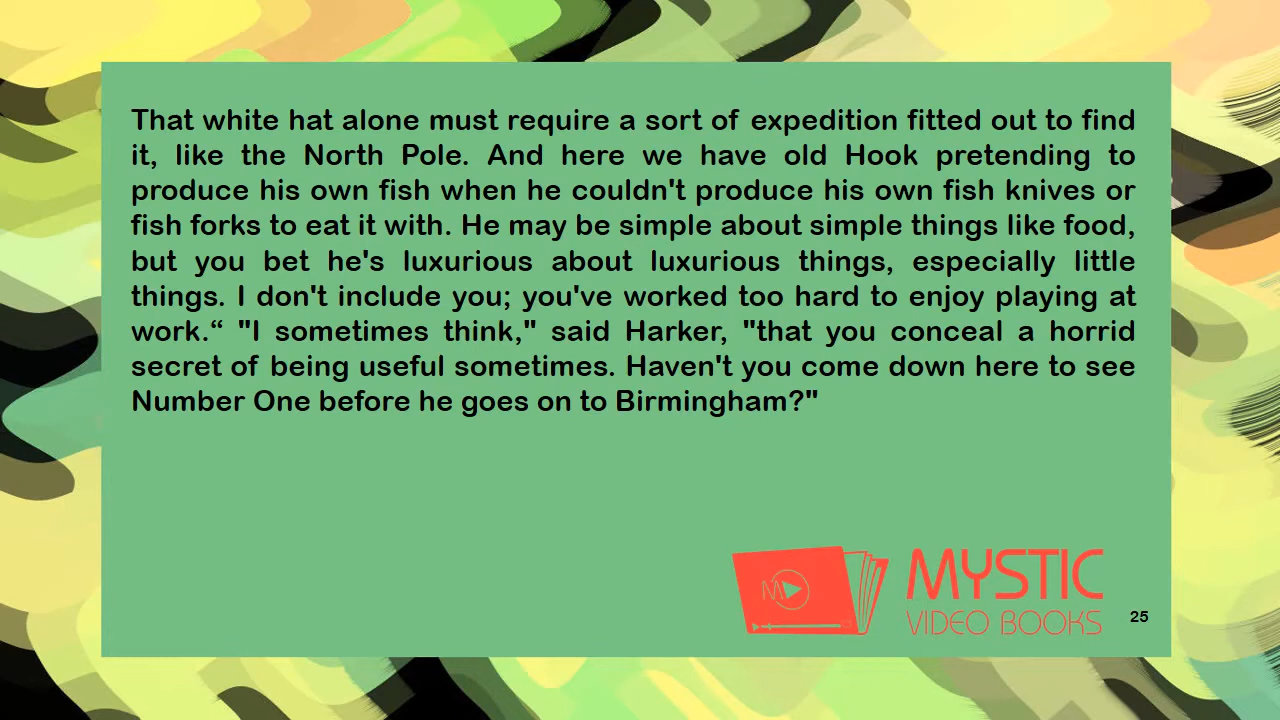 That white hat alone must require a sort of expedition fitted out to find
it, like the North Pole. And here we have old Hook pretending to
produce his own fish when he couldn't produce his own fish knives or
fish forks to eat it with. He may be simple about simple things like food,
but you bet he's luxurious about luxurious things, especially little
things. I don't include you; you've worked too hard to enjoy playing at
work.“ "I sometimes think," said Harker, "that you conceal a horrid
secret of being useful sometimes. Haven't you come down here to see
Number One before he goes on to Birmingham?"
M
MYSTIC
VIDEO BOOKS
25